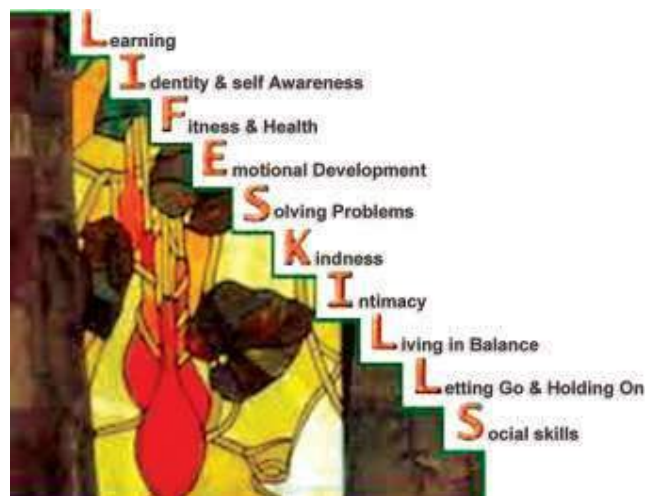 Learning
Identity & self Awareness
Fitness & Health
Emotional Development
Solving Problems
Kindness
Intimacy
Living in Balance
Letting Go & Holding On
Social skills